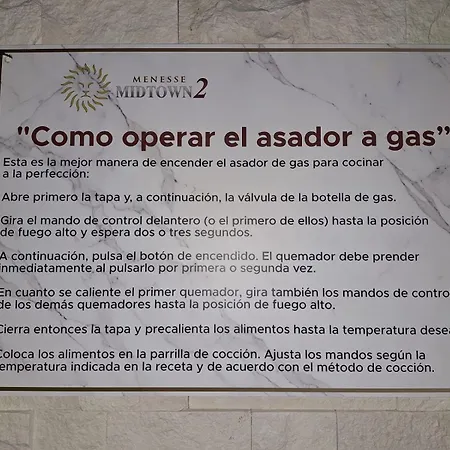 MENESSE
MIDTOWN 2
"Como operar el asador a gas"
Esta es la mejor manera de encender el asador de gas para cocinar
a la perfección:
Abre primero la tapa y, a continuación, la válvula de la botella de gas.
Gira el mando de control delantero (o el primero de ellos) hasta la posición
de fuego alto y espera dos o tres segundos.
A continuación, pulsa el botón de encendido. El quemador debe prender
inmediatamente al pulsarlo por primera o segunda vez.
En cuanto se caliente el primer quemador, gira también los mandos de contro
de los demás quemadores hasta la posición de fuego alto.
Cierra entonces la tapa y precalienta los alimentos hasta la temperatura dese
Coloca los alimentos en la parrilla de cocción. Ajusta los mandos según la
temperatura indicada en la receta y de acuerdo con el método de cocción.